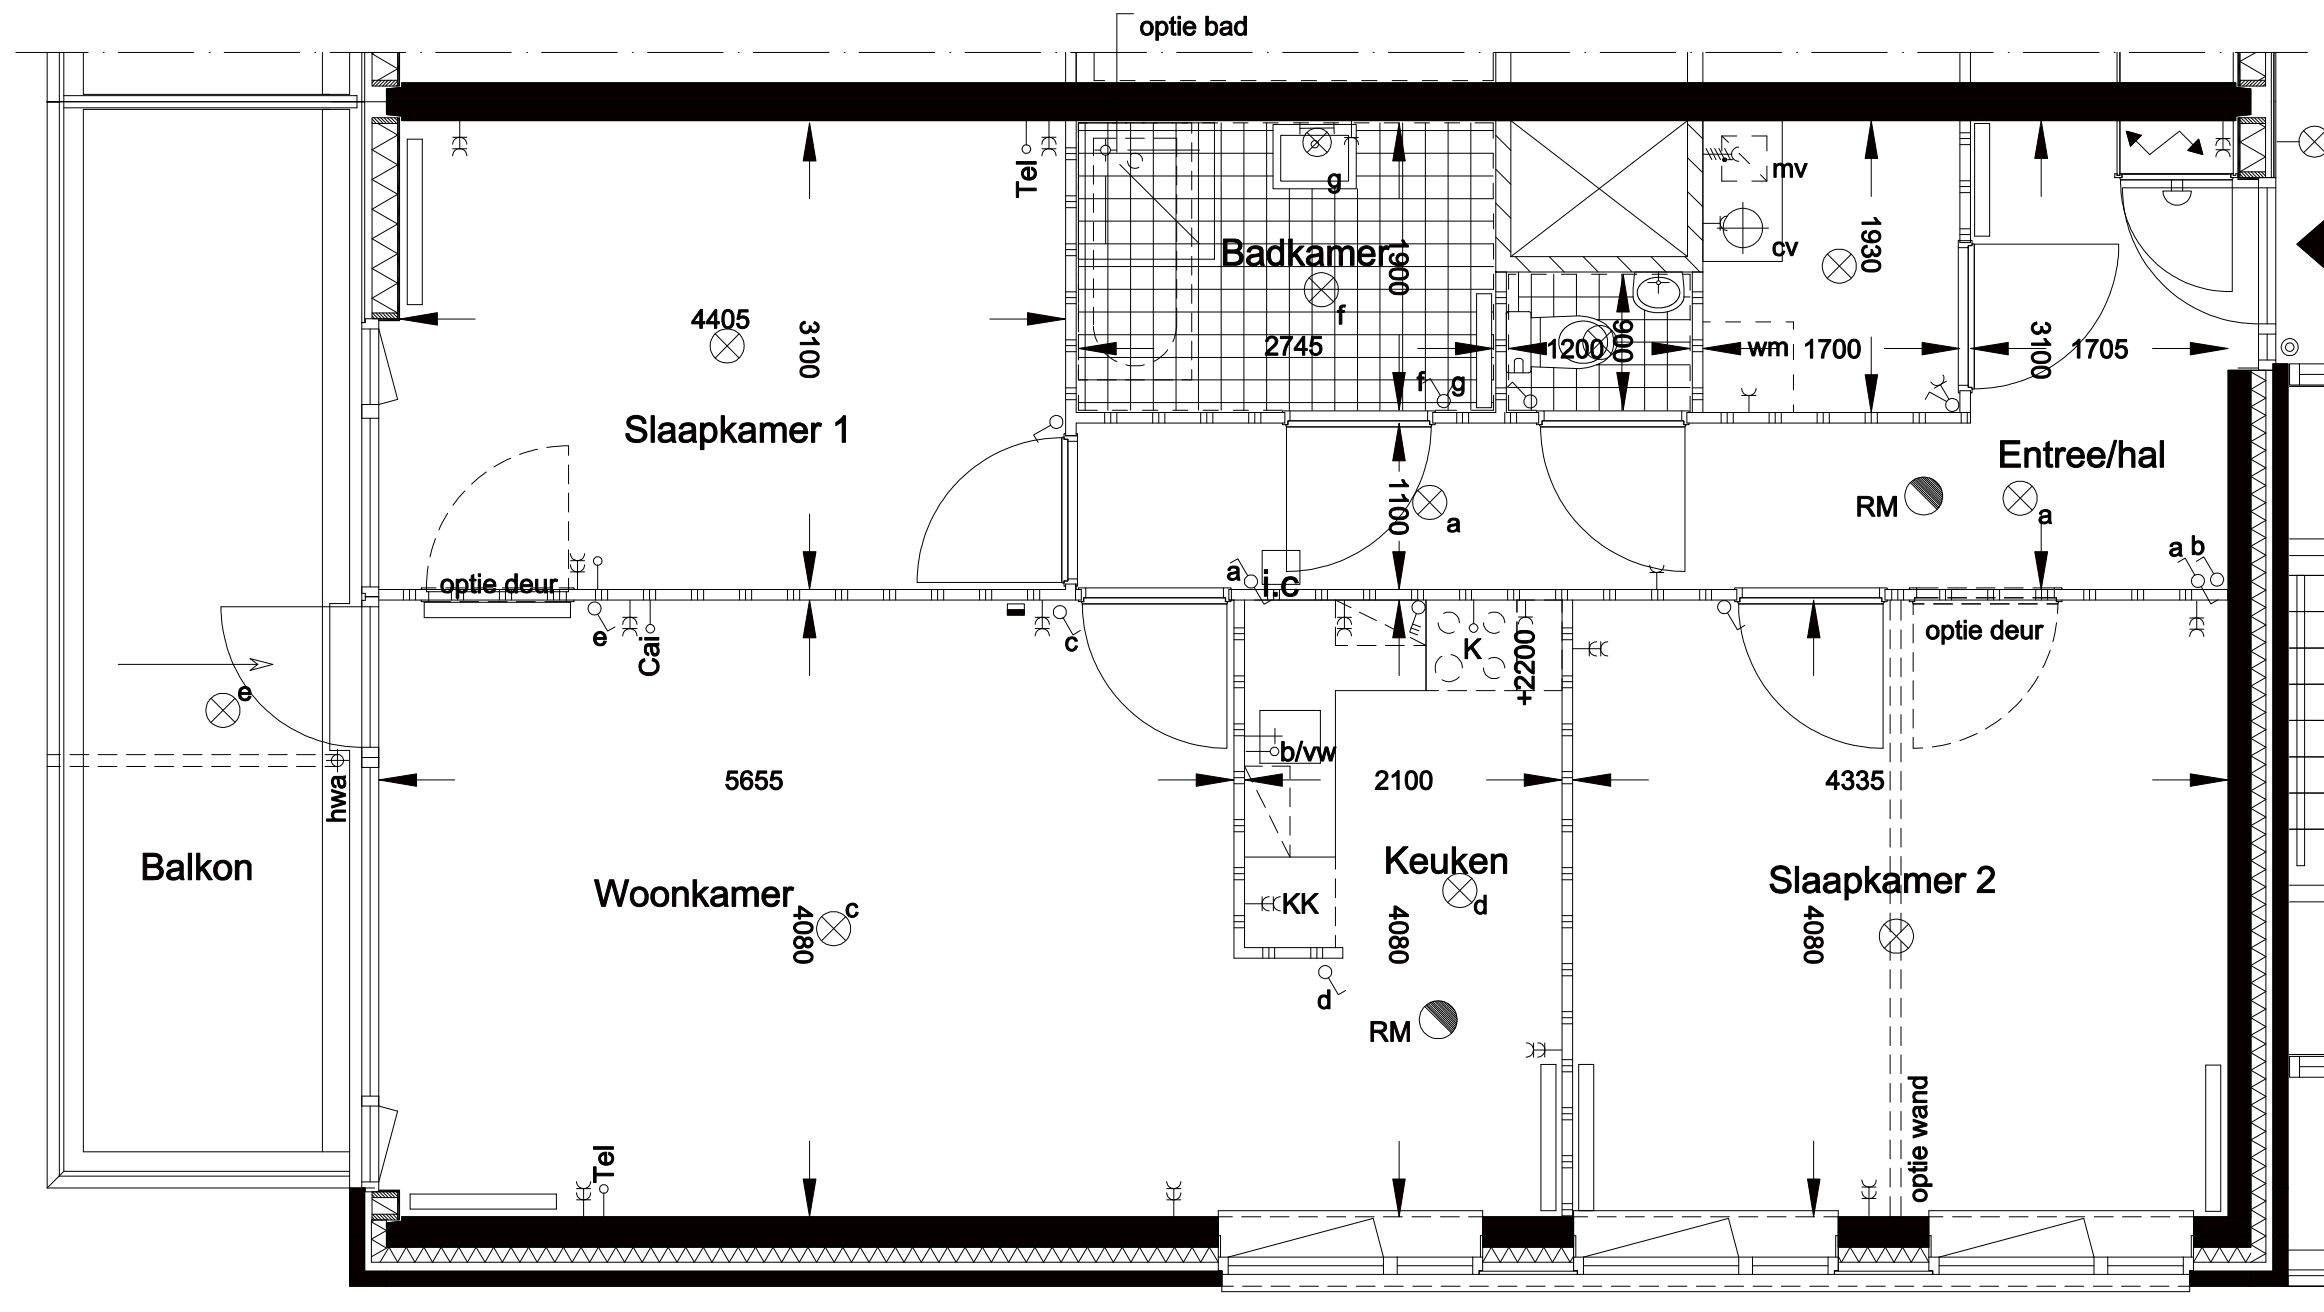 optie bad
Tel
g
mv
1930
cv
Badkamer
1900
f
4405
3100
2745
1200
900
wm
1700
3100
1705
f
g
Slaapkamer 1
Entree/hal
1100
a
RM
a
a
b
optie deur
a
i.c
e
Cai
c
K
+2200
optie deur
e
b/vw
hwa
5655
2100
4335
Balkon
Woonkamer
4080
c
KK
Keuken
d
4080
Slaapkamer 2
4080
d
RM
optie wand
Tel